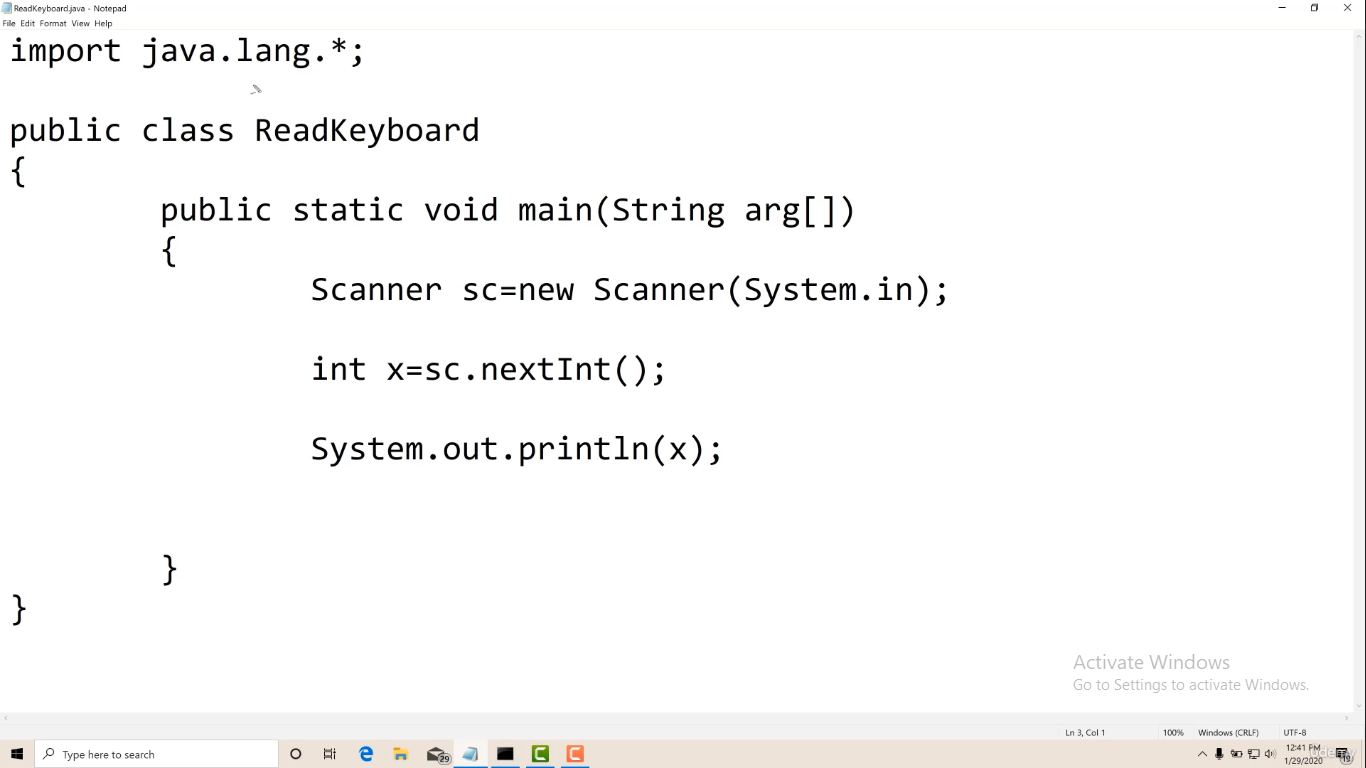 ReadKeyboard.java - Notepad
File Edit Format View Help
import java.lang.*;
public class ReadKeyboard
{
public static void main(String arg[])
{
Scanner sc=new Scanner(System.in);
int x=sc.nextInt();
System.out.println(x);
}
}
Activate Windows
Go to Settings to activate Windows.
Ln 3, Col 1 100% Windows (CRLF) UTF-8
Type here to search 29 12:41 PM
1/29/2020 19
udemy